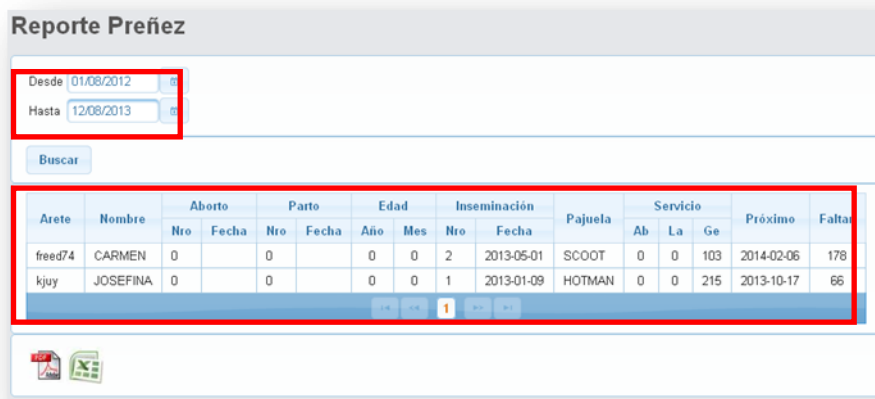 Reporte Preñez
Desde 01/08/2012
Hasta 12/08/2013
Buscar
Arete Nombre Aborto Parto Edad Inseminación Pajuela Servicio Próximo Faltan
Nro Fecha Nro Fecha Año Mes Nro Fecha Ab La Ge
freed74 CARMEN 0 0 0 0 2 2013-05-01 SCOOT 0 0 103 2014-02-06 178
kjuy JOSEFINA 0 0 0 0 1 2013-01-09 HOTMAN 0 0 215 2013-10-17 66
1
PDF